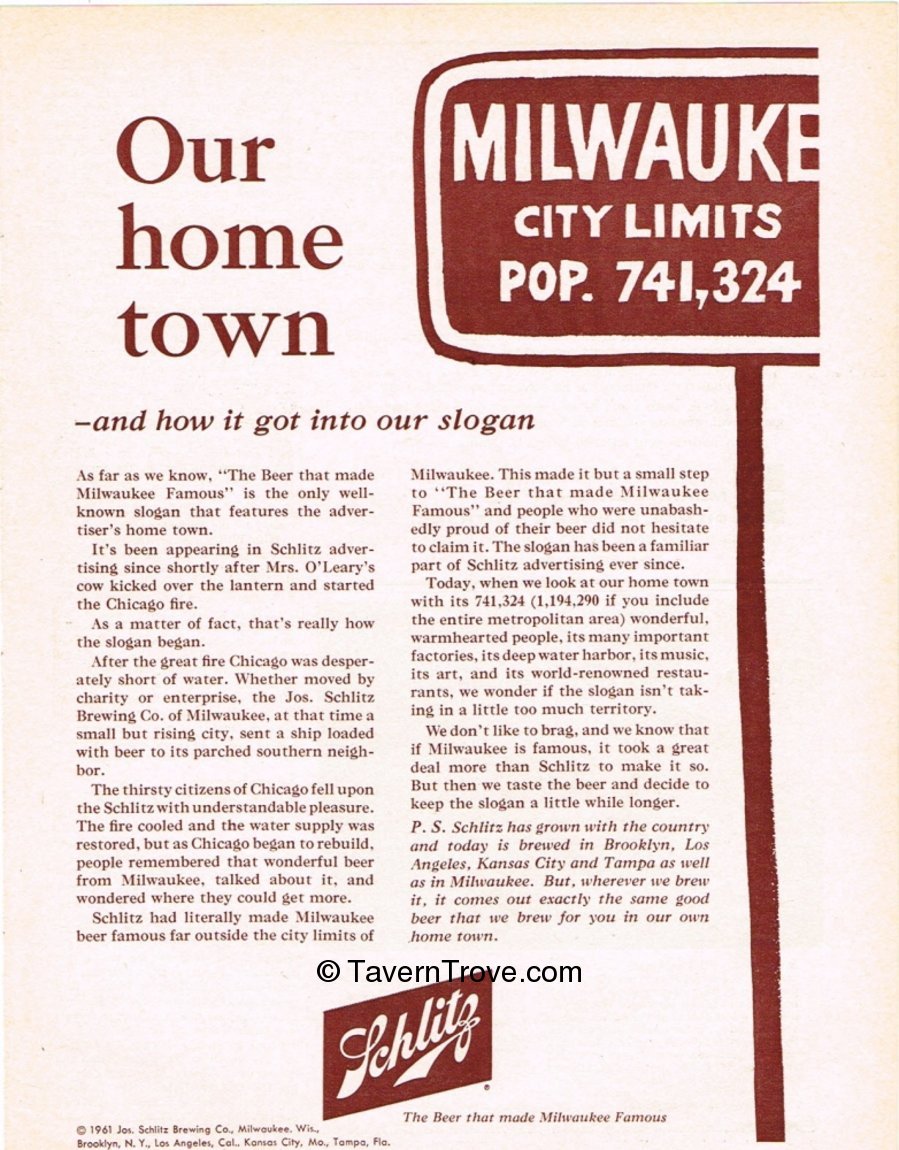 Our
home
town
MILWAUKE
CITY LIMITS
POP. 741,324
–and how it got into our slogan
As far as we know, "The Beer that made
Milwaukee Famous" is the only well-
known slogan that features the adver-
tiser's home town.
It's been appearing in Schlitz adver-
tising since shortly after Mrs. O'Leary's
cow kicked over the lantern and started
the Chicago fire.
As a matter of fact, that's really how
the slogan began.
After the great fire Chicago was desper-
ately short of water. Whether moved by
charity or enterprise, the Jos. Schlitz
Brewing Co. of Milwaukee, at that time a
small but rising city, sent a ship loaded
with beer to its parched southern neigh-
bor.
The thirsty citizens of Chicago fell upon
the Schlitz with understandable pleasure.
The fire cooled and the water supply was
restored, but as Chicago began to rebuild,
people remembered that wonderful beer
from Milwaukee, talked about it, and
wondered where they could get more.
Schlitz had literally made Milwaukee
beer famous far outside the city limits of
Milwaukee. This made it but a small step
to "The Beer that made Milwaukee
Famous" and people who were unabash-
edly proud of their beer did not hesitate
to claim it. The slogan has been a familiar
part of Schlitz advertising ever since.
Today, when we look at our home town
with its 741,324 (1,194,290 if you include
the entire metropolitan area) wonderful,
warmhearted people, its many important
factories, its deep water harbor, its music,
its art, and its world-renowned restau-
rants, we wonder if the slogan isn't tak-
ing in a little too much territory.
We don't like to brag, and we know that
if Milwaukee is famous, it took a great
deal more than Schlitz to make it so.
But then we taste the beer and decide to
keep the slogan a little while longer.
P. S. Schlitz has grown with the country
and today is brewed in Brooklyn, Los
Angeles, Kansas City and Tampa as well
as in Milwaukee. But, wherever we brew
it, it comes out exactly the same good
beer that we brew for you in our own
home town.
© TavernTrove.com
Schlitz®
The Beer that made Milwaukee Famous
© 1961 Jos. Schlitz Brewing Co., Milwaukee. Wis.,
Brooklyn, N. Y., Los Angeles, Cal., Kansas City, Mo., Tampa, Fla.